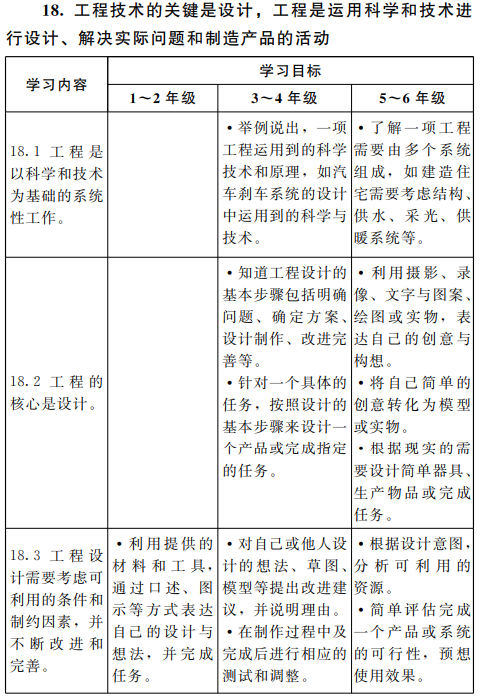 18. 工程技术的关键是设计，工程是运用科学和技术进
行设计、解决实际问题和制造产品的活动
学习内容
学习目标
1～2 年级
3～4 年级
5～6 年级
18.1 工程是
以科学和技术
为基础的系统
性工作。
·举例说出，一项
工程运用到的科学
技术和原理，如汽
车刹车系统的设计
中运用到的科学与
技术。
·了解一项工程
需要由多个系统
组成，如建造住
宅需要考虑结构、
供水、采光、供
暖系统等。
18.2 工程的
核心是设计。
·知道工程设计的
基本步骤包括明确
问题、确定方案、
设计制作、改进完
善等。
·针对一个具体的
任务，按照设计的
基本步骤来设计一
个产品或完成指定
的任务。
·利用摄影、录
像、文字与图案、
绘图或实物，表
达自己的创意与
构想。
·将自己简单的
创意转化为模型
或实物。
·根据现实的需
要设计简单器具、
生产物品或完成
任务。
18.3 工程设
计需要考虑可
利用的条件和
制约因素，并
不断改进和
完善。
·利用提供的
材料和工具，
通过口述、图
示等方式表达
自己的设计与
想法，并完成
任务。
·对自己或他人设
计的想法、草图、
模型等提出改进建
议，并说明理由。
·在制作过程中及
完成后进行相应的
测试和调整。
·根据设计意图，
分析可利用的
资源。
·简单评估完成
一个产品或系统
的可行性，预想
使用效果。